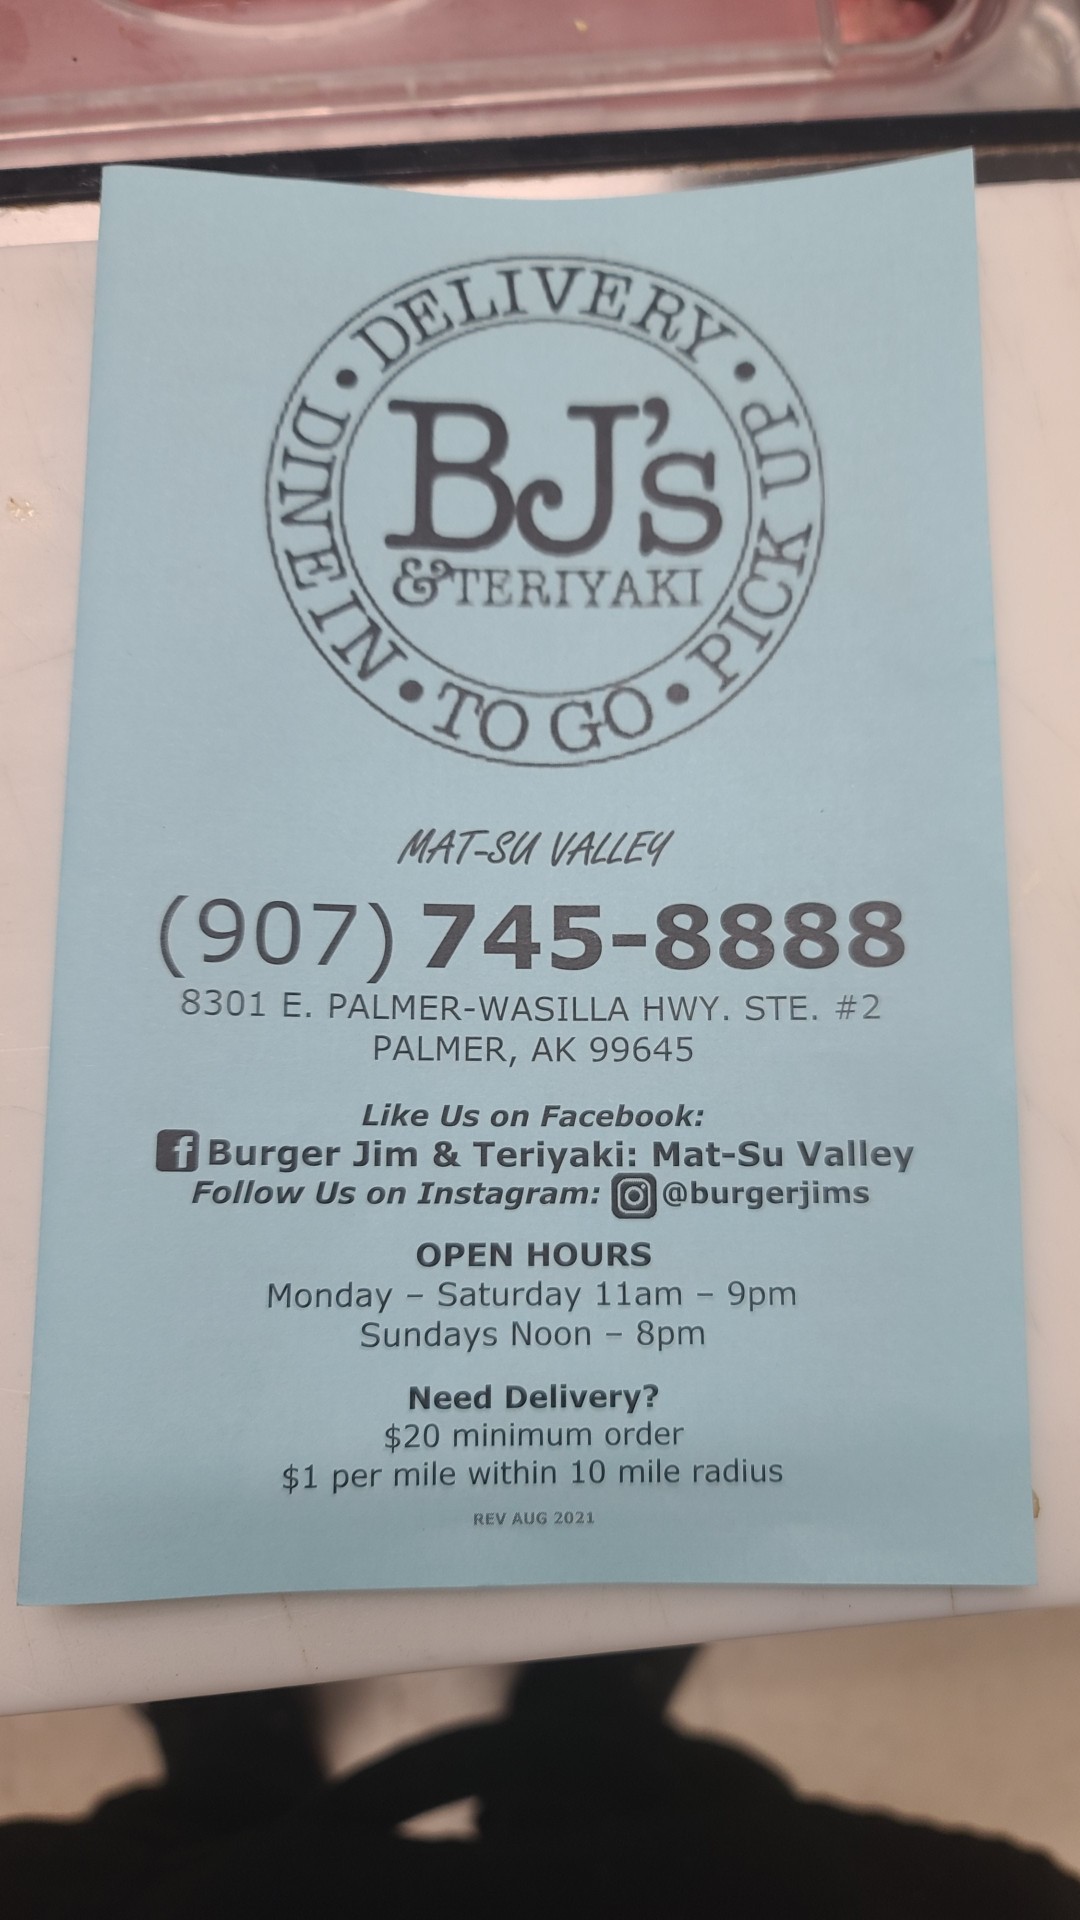 DELIVERY • PICK UP • TO GO • DINE IN •
BJ's
& TERIYAKI
MAT-SU VALLEY
(907) 745-8888
8301 E. PALMER-WASILLA HWY. STE. #2
PALMER, AK 99645
Like Us on Facebook:
Burger Jim & Teriyaki: Mat-Su Valley
Follow Us on Instagram: @burgerjims
OPEN HOURS
Monday – Saturday 11am – 9pm
Sundays Noon – 8pm
Need Delivery?
$20 minimum order
$1 per mile within 10 mile radius
REV AUG 2021